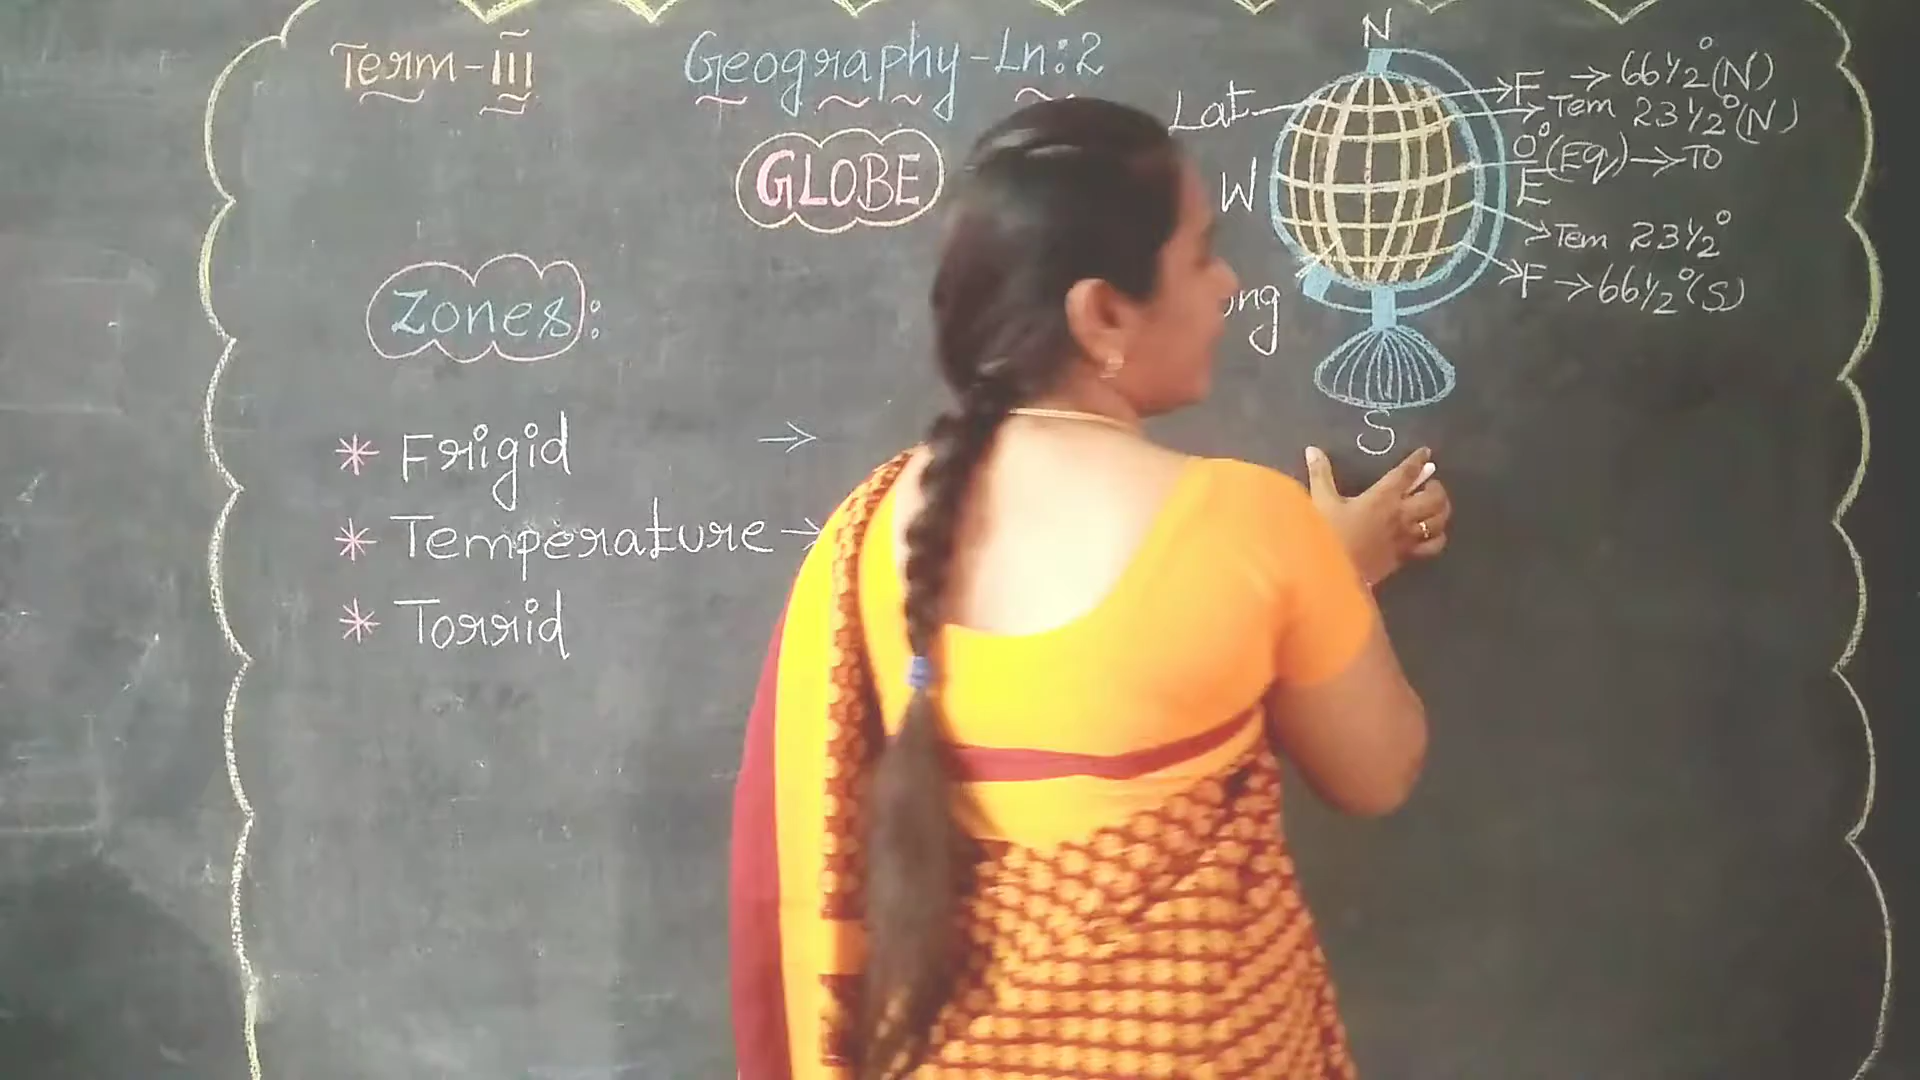 Term-III
Geography-Ln:2
GLOBE
Zones:
* Frigid →
* Temperature →
* Torrid
N
Lat
W
E
S
F → 66½°(N)
Tem 23½°(N)
0°(Eq) → TO
Tem 23½°
F → 66½°(S)